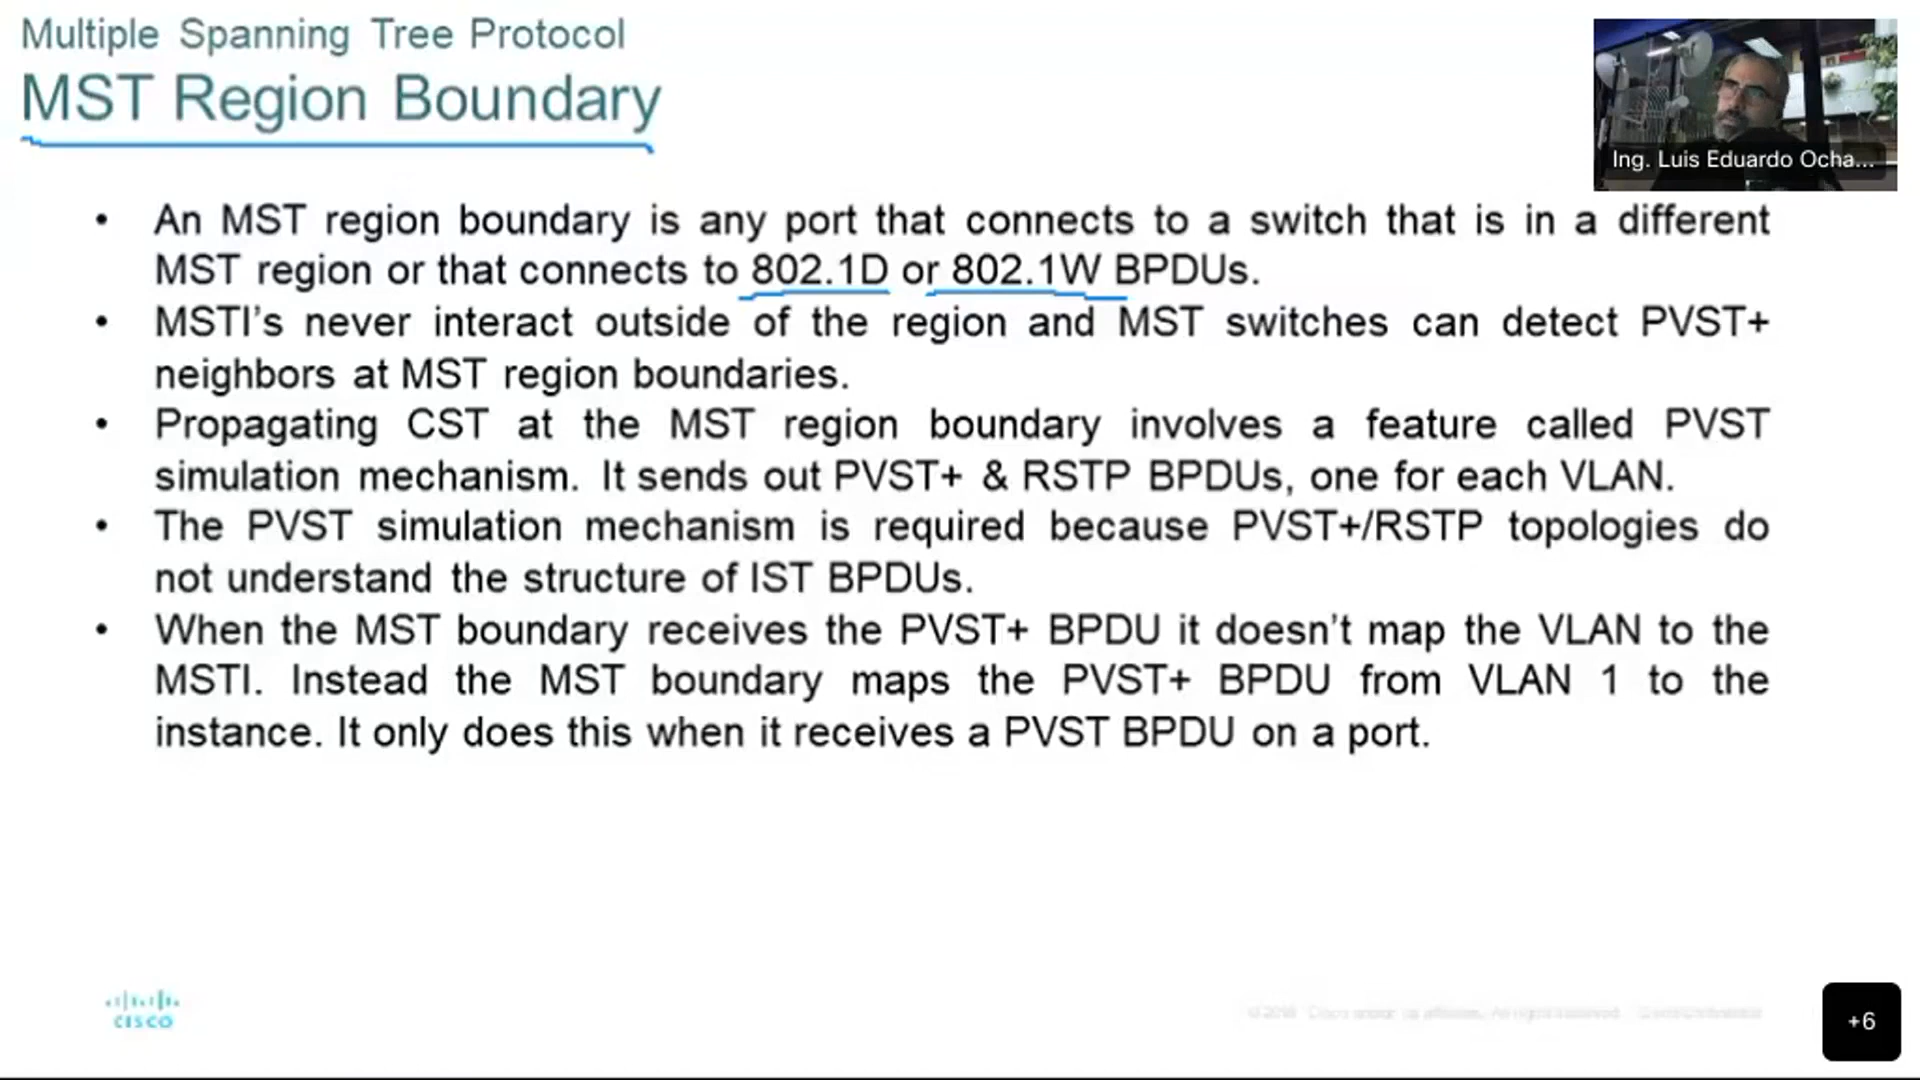 Multiple Spanning Tree Protocol
MST Region Boundary
Ing. Luis Eduardo Ocha...
• An MST region boundary is any port that connects to a switch that is in a different
MST region or that connects to 802.1D or 802.1W BPDUs.
• MSTI's never interact outside of the region and MST switches can detect PVST+
neighbors at MST region boundaries.
• Propagating CST at the MST region boundary involves a feature called PVST
simulation mechanism. It sends out PVST+ & RSTP BPDUs, one for each VLAN.
• The PVST simulation mechanism is required because PVST+/RSTP topologies do
not understand the structure of IST BPDUs.
• When the MST boundary receives the PVST+ BPDU it doesn't map the VLAN to the
MSTI. Instead the MST boundary maps the PVST+ BPDU from VLAN 1 to the
instance. It only does this when it receives a PVST BPDU on a port.
CISCO
+6